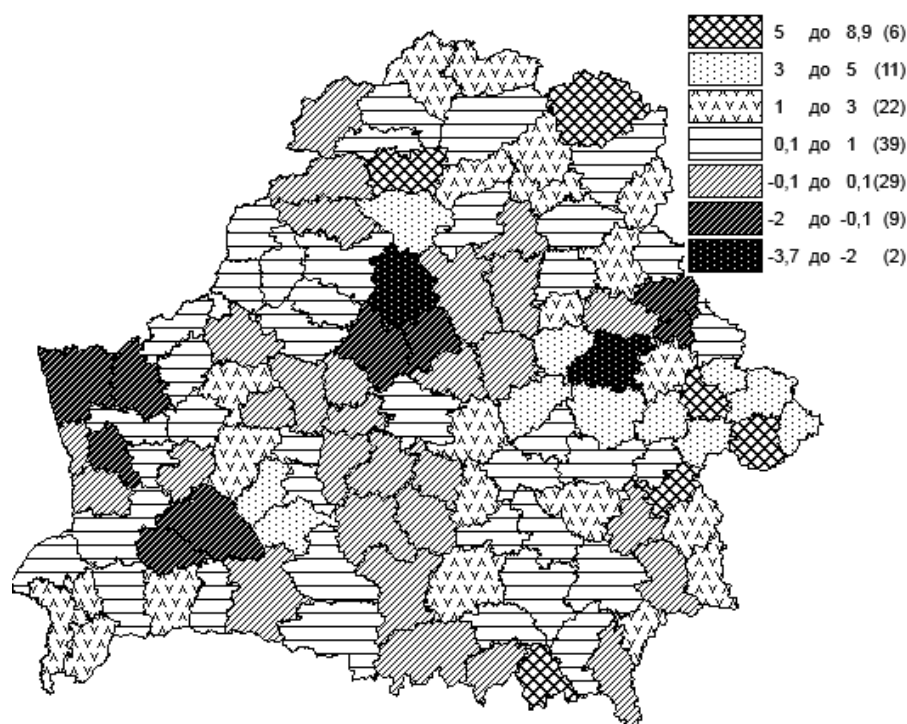 5 до 8,9 (6)
3 до 5 (11)
1 до 3 (22)
0,1 до 1 (39)
-0,1 до 0,1 (29)
-2 до -0,1 (9)
-3,7 до -2 (2)